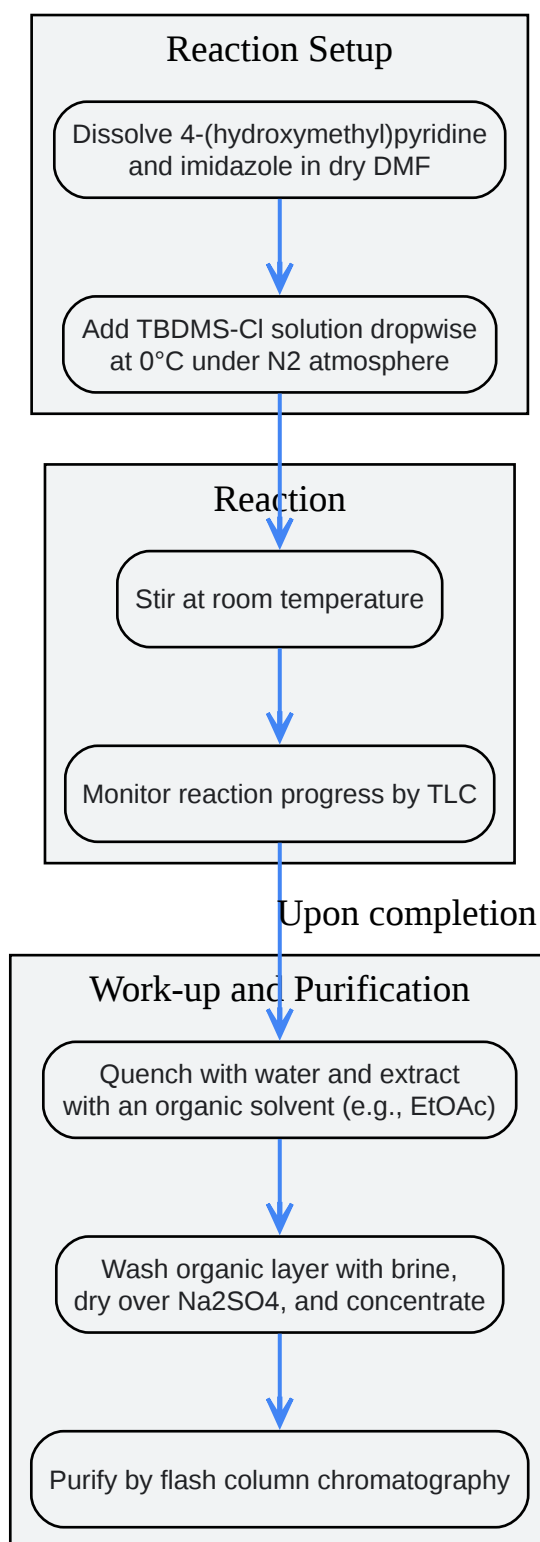 Reaction Setup
Dissolve 4-(hydroxymethyl)pyridine
and imidazole in dry DMF
Add TBDMS-Cl solution dropwise
at 0°C under N2 atmosphere
Reaction
Stir at room temperature
Monitor reaction progress by TLC
Upon completion
Work-up and Purification
Quench with water and extract
with an organic solvent (e.g., EtOAc)
Wash organic layer with brine,
dry over Na2SO4, and concentrate
Purify by flash column chromatography